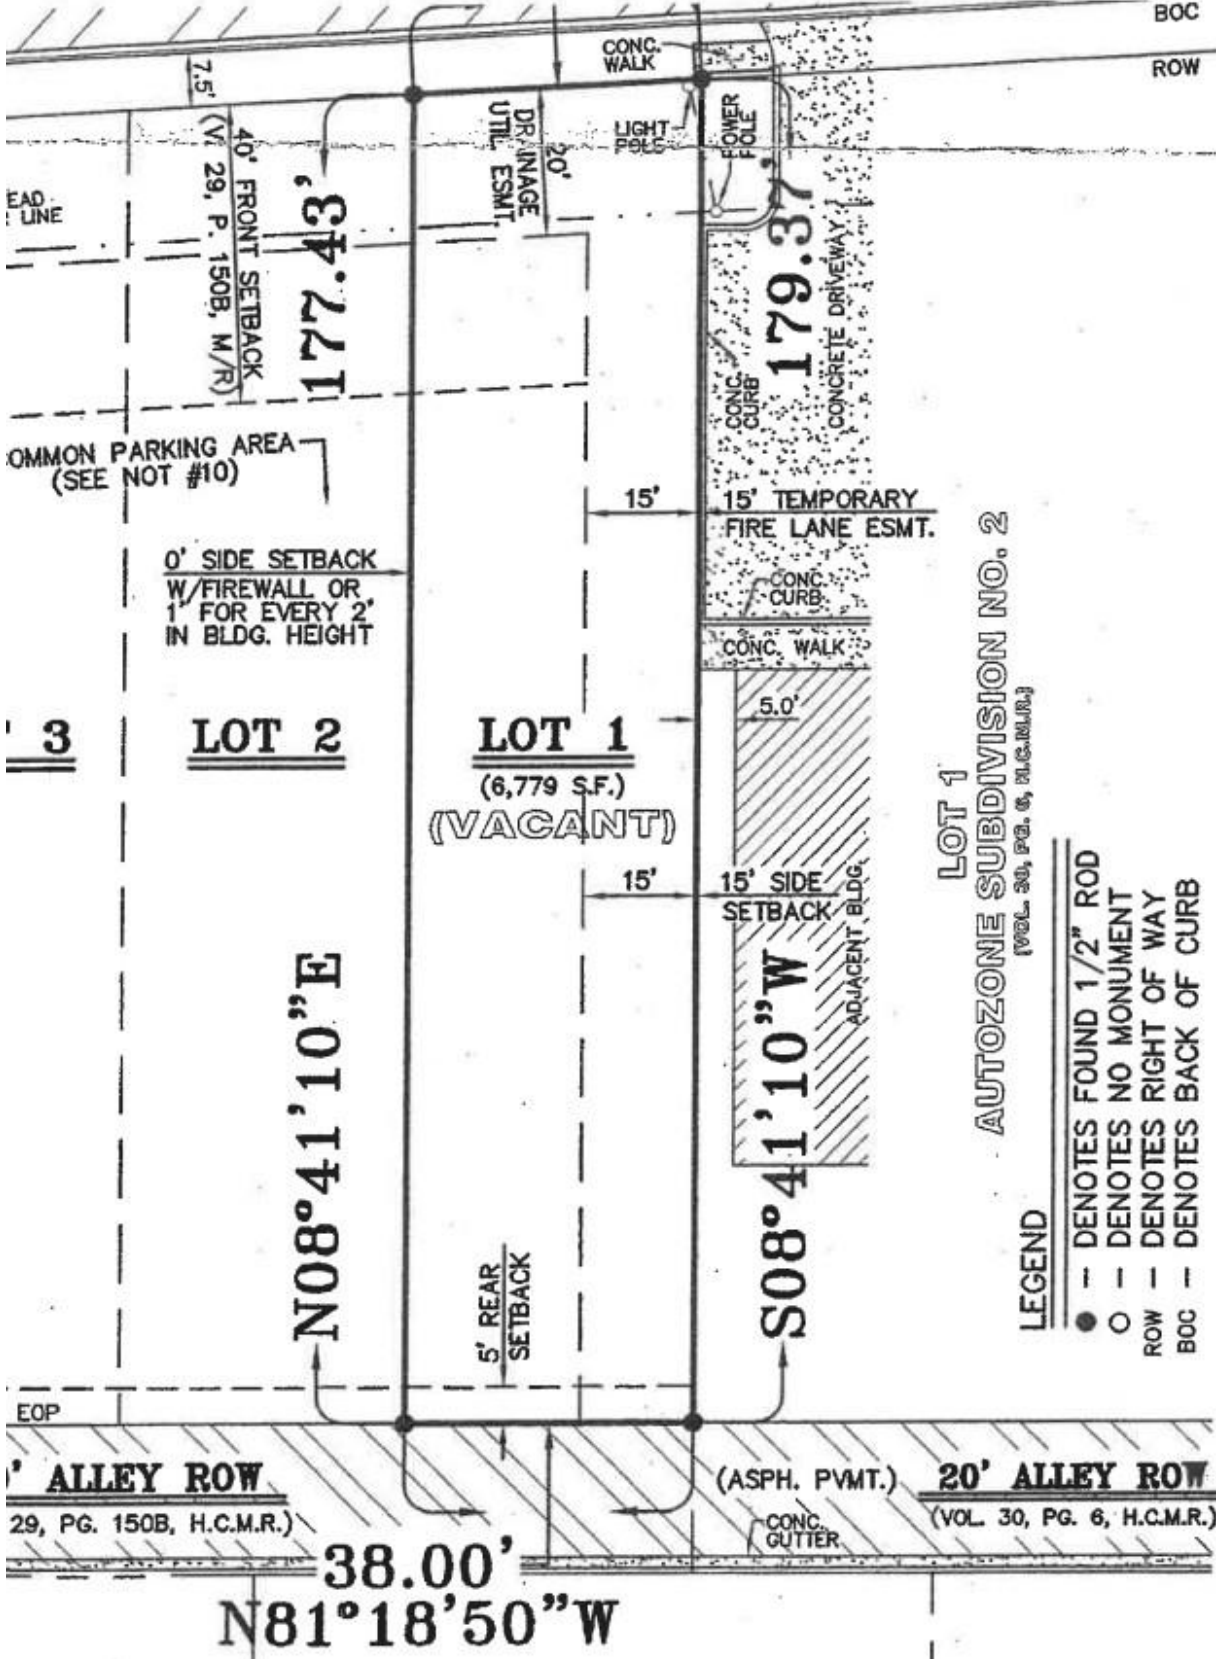 BOC
CONC.
WALK
ROW
7.5'
40' FRONT SETBACK
(V. 29, P. 150B, M/R)
DRAINAGE
UTIL. ESMT.
20'
LIGHT
POLE
POWER
POLE
EAD
LINE
177.43'
179.37'
CONCRETE DRIVEWAY
CONC.
CURB
OMMON PARKING AREA
(SEE NOT #10)
15'
15' TEMPORARY
FIRE LANE ESMT.
0' SIDE SETBACK
W/FIREWALL OR
1' FOR EVERY 2'
IN BLDG. HEIGHT
CONC.
CURB
CONC. WALK
5.0'
3
LOT 2
LOT 1
(6,779 S.F.)
(VACANT)
15'
15' SIDE
SETBACK
ADJACENT BLDG.
LOT 1
AUTOZONE SUBDIVISION NO. 2
(VOL. 30, PG. 6, H.C.M.R.)
N08°41'10"E
S08°41'10"W
5' REAR
SETBACK
LEGEND
● — DENOTES FOUND 1/2" ROD
○ — DENOTES NO MONUMENT
ROW — DENOTES RIGHT OF WAY
BOC — DENOTES BACK OF CURB
EOP
' ALLEY ROW
29, PG. 150B, H.C.M.R.)
(ASPH. PVMT.)
20' ALLEY ROW
(VOL. 30, PG. 6, H.C.M.R.)
CONC.
GUTTER
38.00'
N81°18'50"W